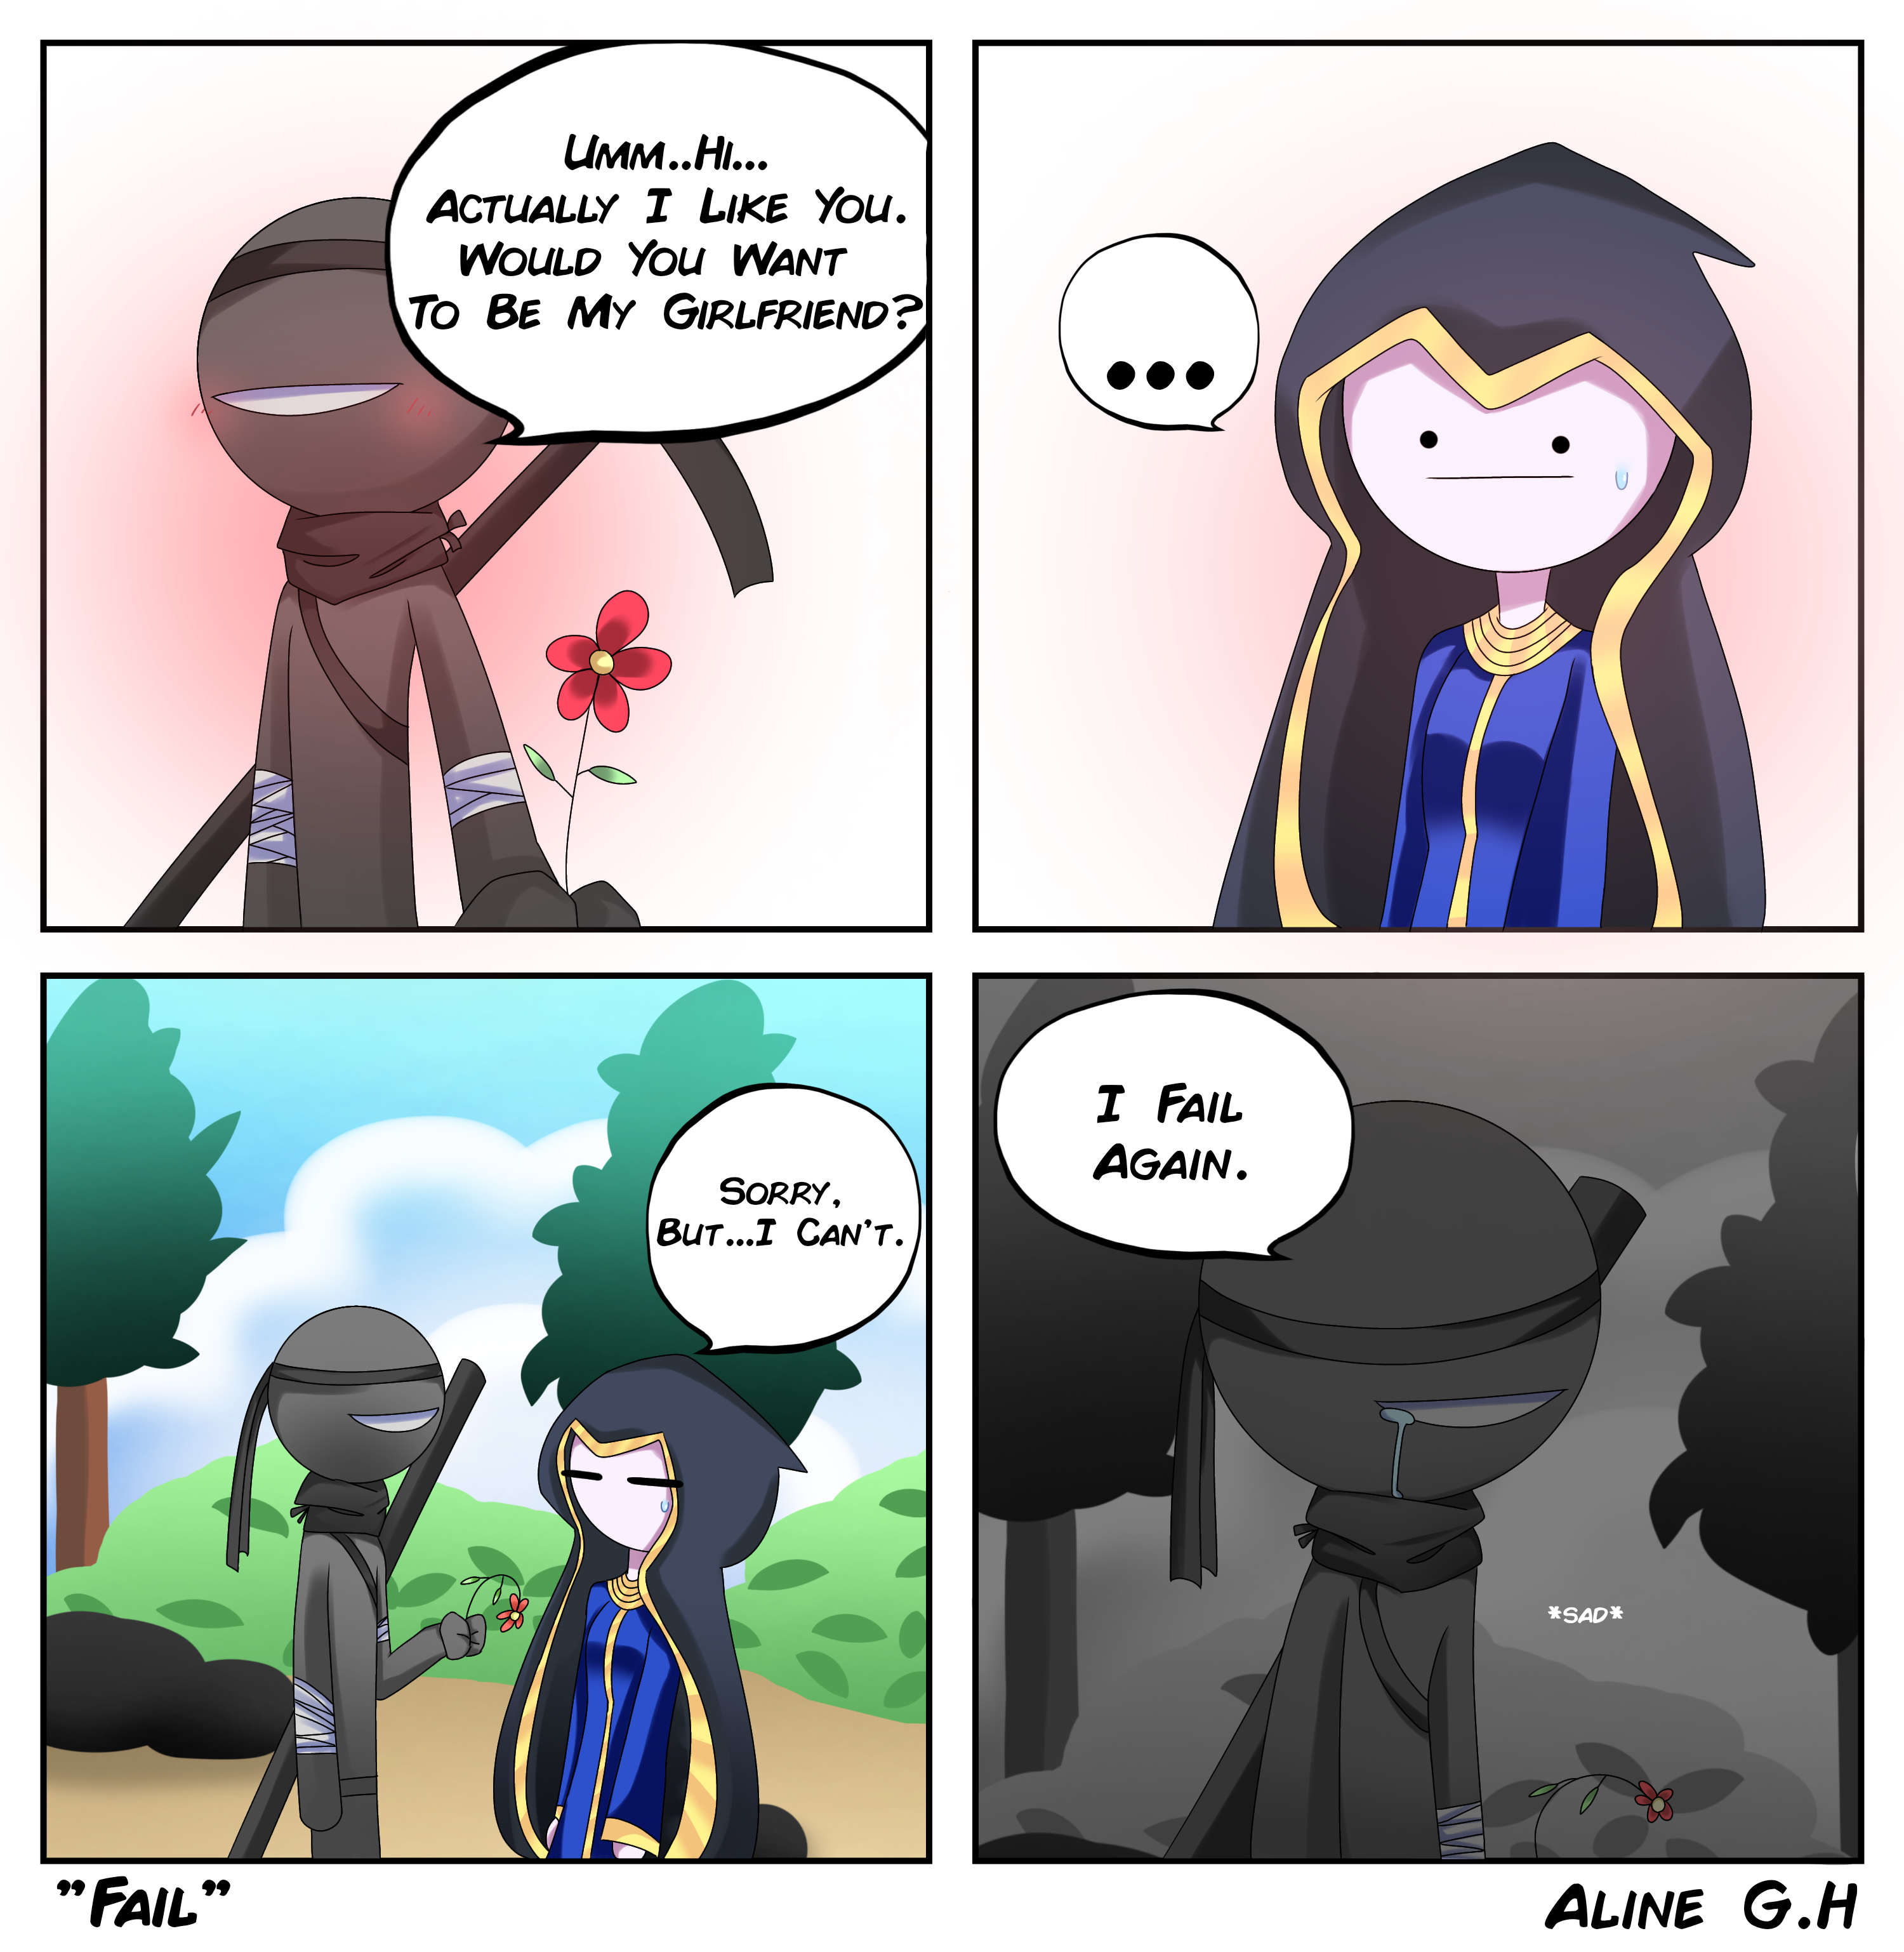 Umm..Hi...
Actually I Like You.
Would You Want
To Be My Girlfriend?
...
Sorry,
But...I Can't.
I Fail
Again.
*sad*
"Fail"
Aline G.H